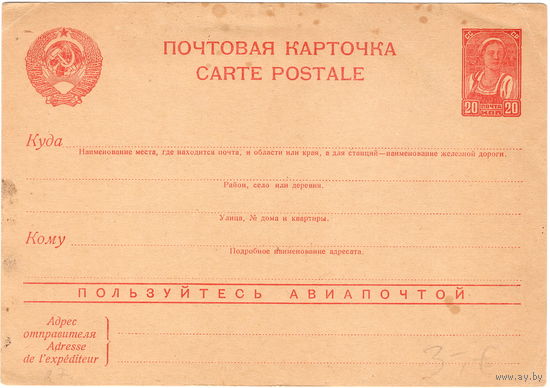 ПОЧТОВАЯ КАРТОЧКА
CARTE POSTALE
20 ПОЧТА 20
КОП
Куда
Наименование места, где находится почта, и области или края, а для станций—наименование железной дороги.
Район, село или деревня.
Улица, № дома и квартиры.
Кому
Подробное наименование адресата.
ПОЛЬЗУЙТЕСЬ АВИАПОЧТОЙ
Адрес
отправителя
Adresse
de l'expéditeur
www.ay.by